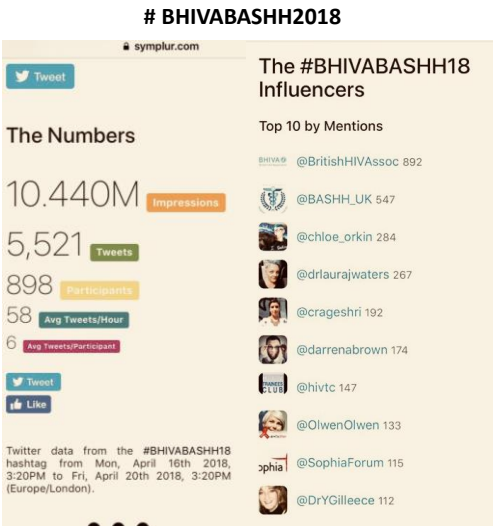 # BHIVABASHH2018
symplur.com
Tweet
The Numbers
10.440M Impressions
5,521 Tweets
898 Participants
58 Avg Tweets/Hour
6 Avg Tweets/Participant
Tweet
Like
Twitter data from the #BHIVABASHH18
hashtag from Mon, April 16th 2018,
3:20PM to Fri, April 20th 2018, 3:20PM
(Europe/London).
The #BHIVABASHH18
Influencers
Top 10 by Mentions
BHIVA
@BritishHIVAssoc 892
@BASHH_UK 547
@chloe_orkin 284
@drlaurajwaters 267
@crageshri 192
@darrenabrown 174
TRAINEES
CLUB
@hivtc 147
@OlwenOlwen 133
ophia
@SophiaForum 115
@DrYGilleece 112